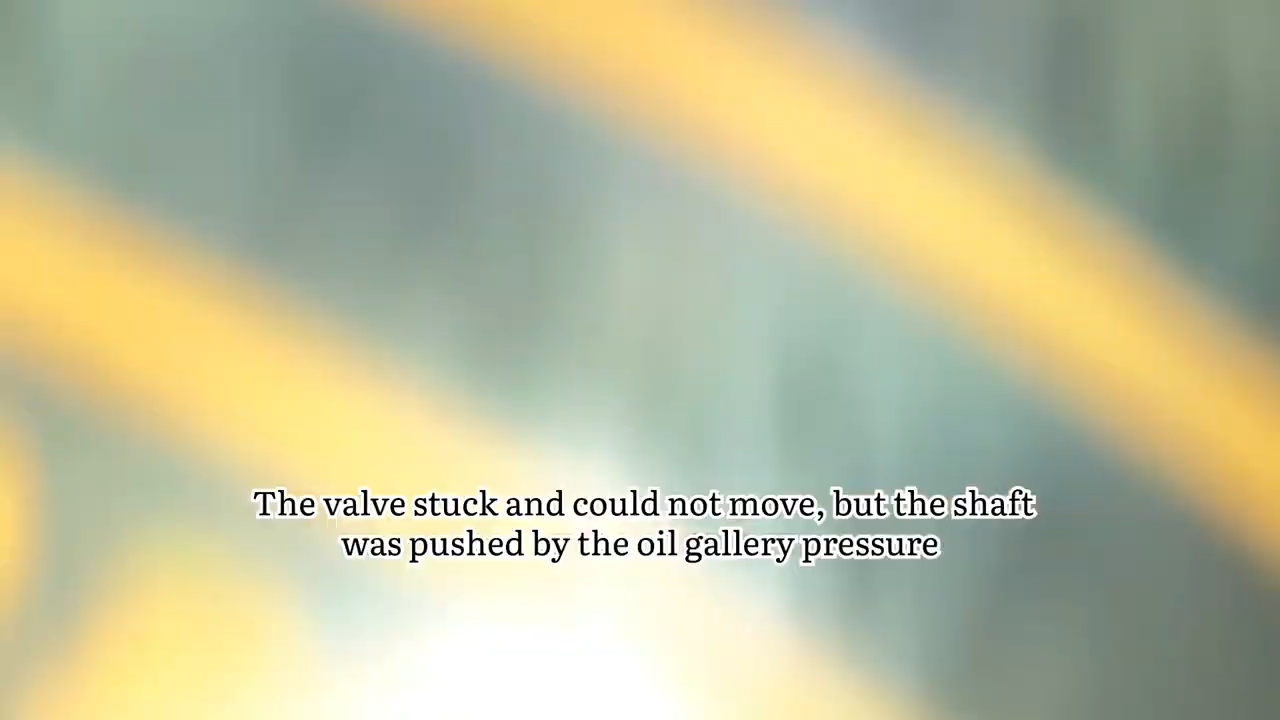 The valve stuck and could not move, but the shaft
was pushed by the oil gallery pressure